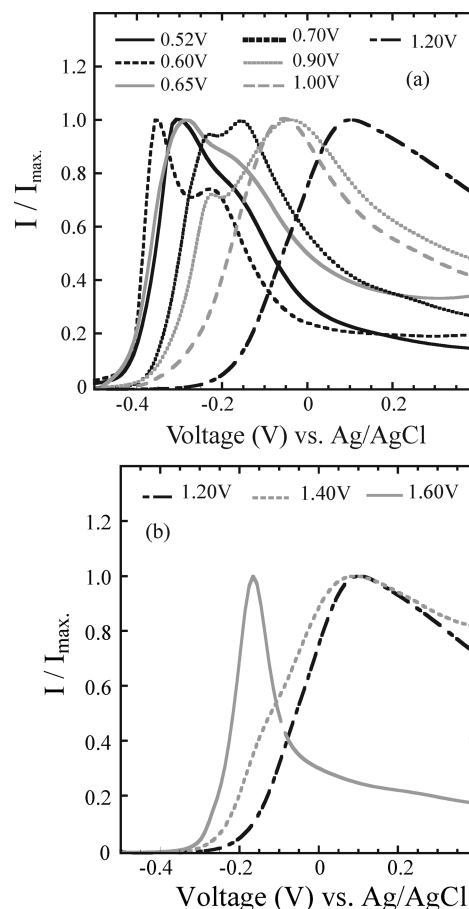 0.52V 0.70V 1.20V
0.60V 0.90V
0.65V 1.00V
(a)
I / I max.
1.2
1.0
0.8
0.6
0.4
0.2
0
-0.4 -0.2 0 0.2
Voltage (V) vs. Ag/AgCl
1.20V 1.40V 1.60V
(b)
I / I max.
1.2
1.0
0.8
0.6
0.4
0.2
0
-0.4 -0.2 0 0.2
Voltage (V) vs. Ag/AgCl